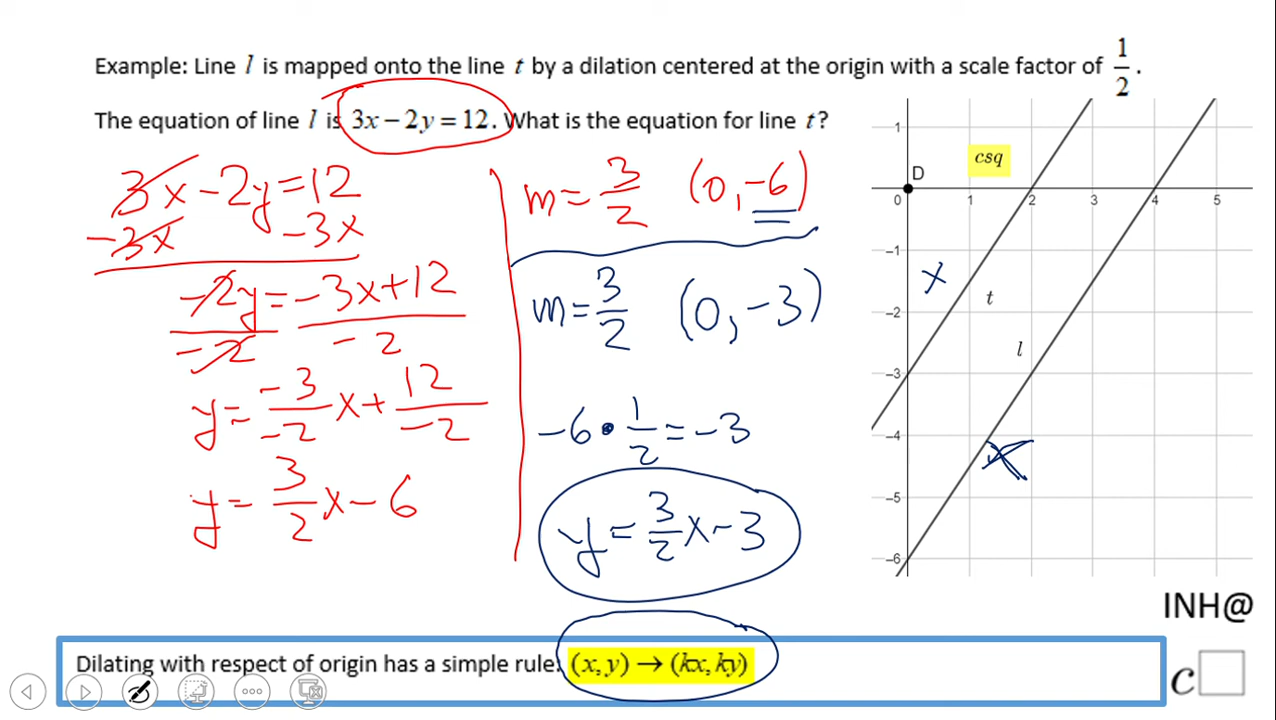 Example: Line l is mapped onto the line t by a dilation centered at the origin with a scale factor of 1/2.
The equation of line l is 3x − 2y = 12. What is the equation for line t?
3x - 2y = 12
-3x -3x
-2y = -3x + 12
-2 -2
y = -3/-2 x + 12/-2
y = 3/2 x - 6
m = 3/2 (0, -6)
m = 3/2 (0, -3)
-6 • 1/2 = -3
y = 3/2 x - 3
csq
D
1
0 1 2 3 4 5
−1
−2
−3
−4
−5
−6
t
l
INH@
Dilating with respect of origin has a simple rule: (x, y) → (kx, ky)
c